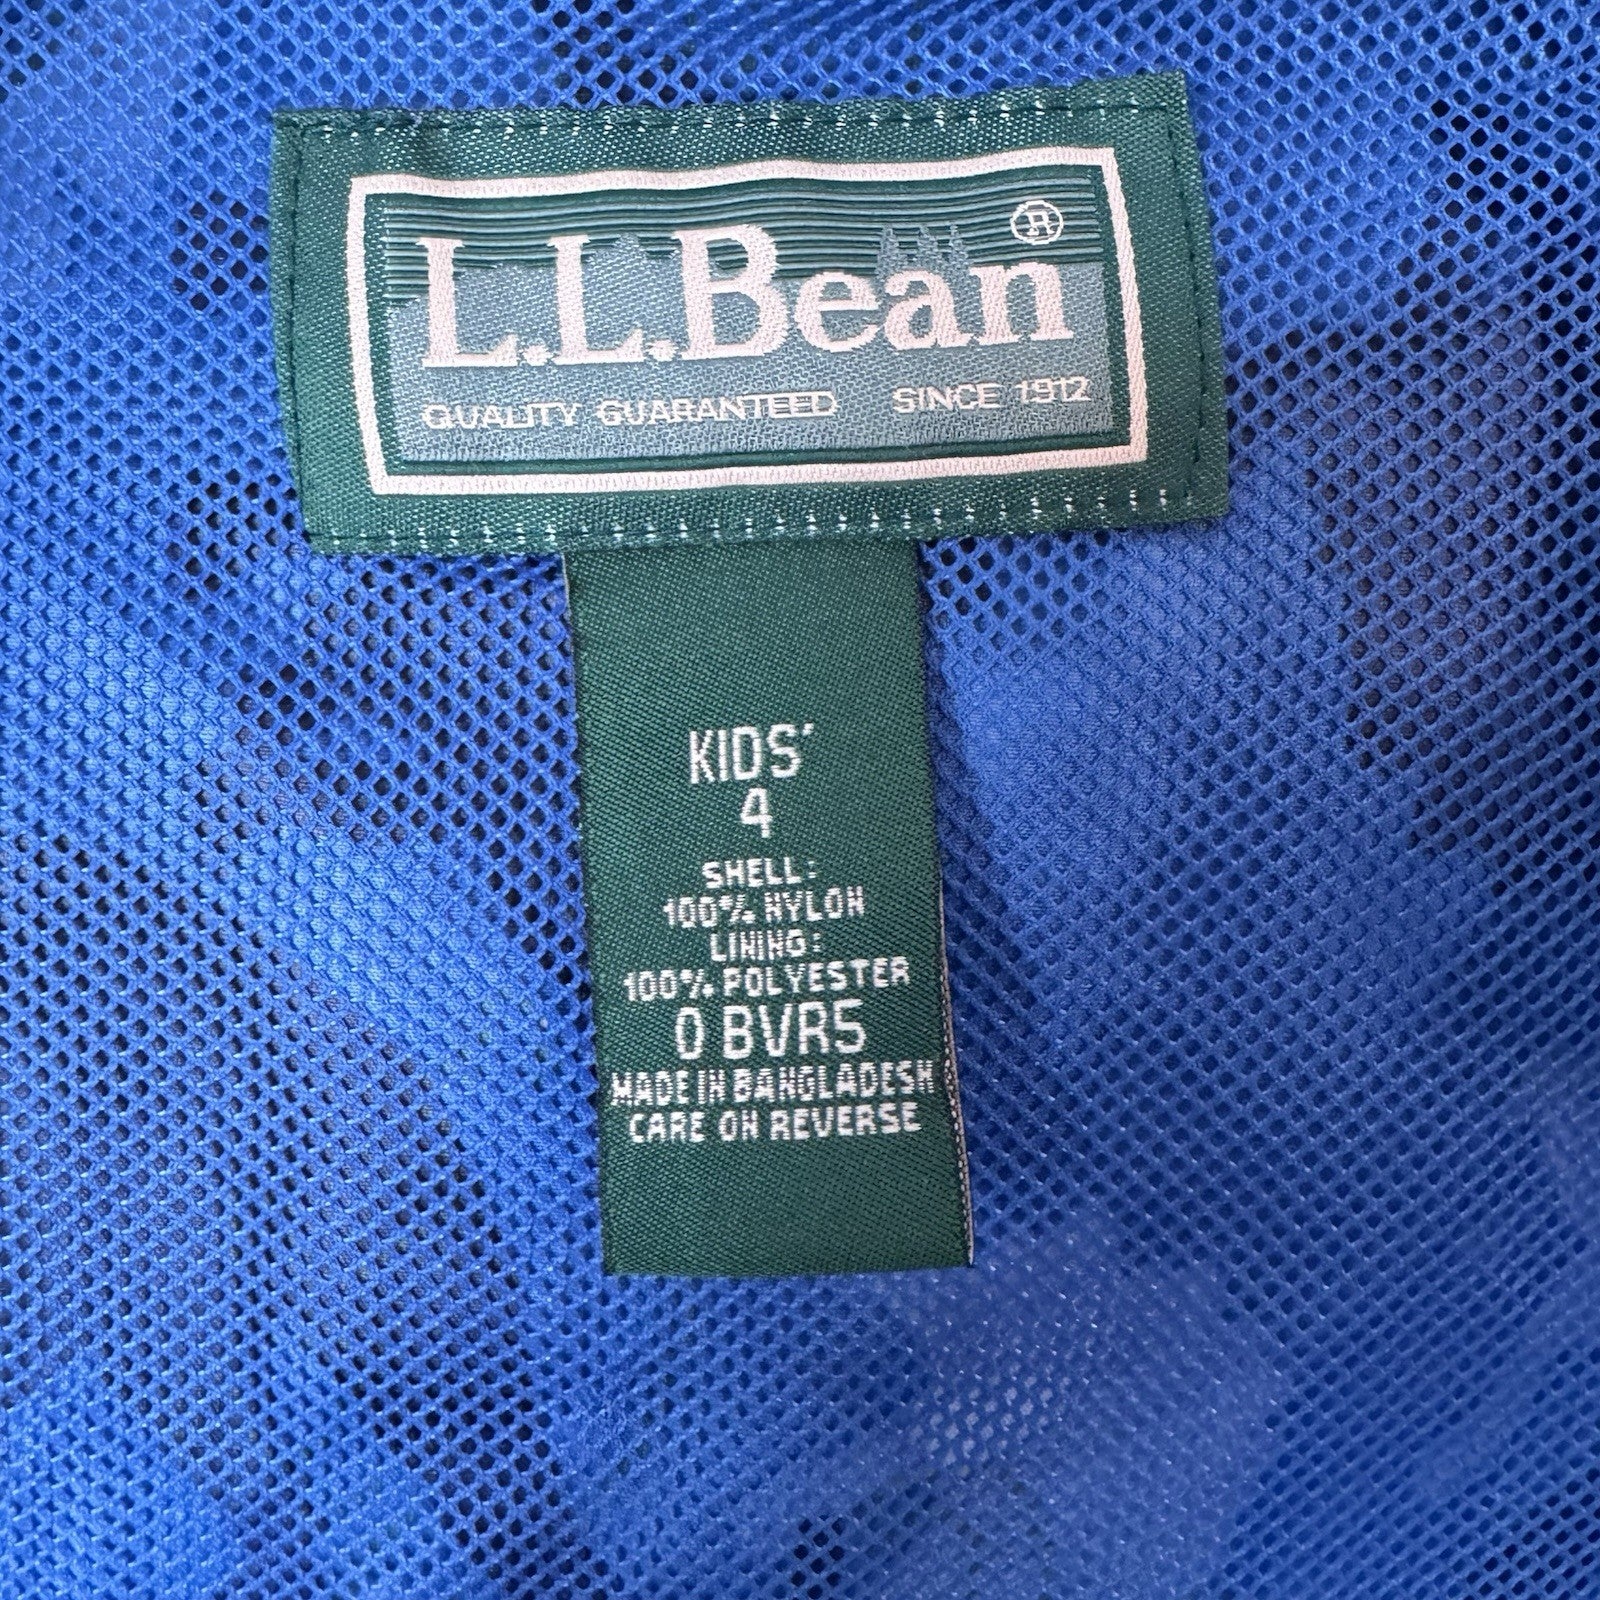 L.L.Bean®
QUALITY GUARANTEED SINCE 1912
KIDS'
4
SHELL:
100% NYLON
LINING:
100% POLYESTER
0 BVR5
MADE IN BANGLADESH
CARE ON REVERSE